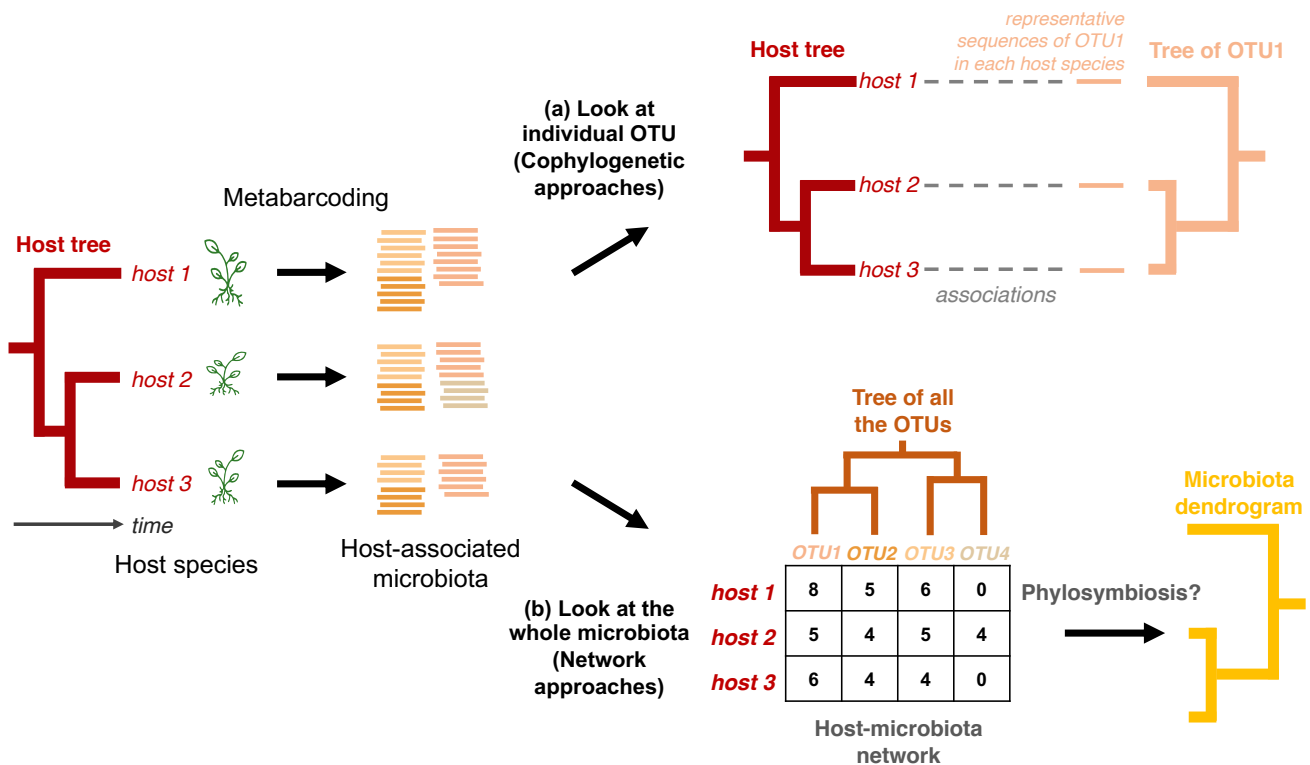 Host tree
host 1
host 2
host 3
time
Host species
Metabarcoding
Host-associated
microbiota
(a) Look at
individual OTU
(Cophylogenetic
approaches)
Host tree
host 1
host 2
host 3
representative
sequences of OTU1
in each host species
associations
Tree of OTU1
(b) Look at the
whole microbiota
(Network
approaches)
Tree of all
the OTUs
OTU1 OTU2 OTU3 OTU4
host 1 8 5 6 0
host 2 5 4 5 4
host 3 6 4 4 0
Host-microbiota
network
Phylosymbiosis?
Microbiota
dendrogram